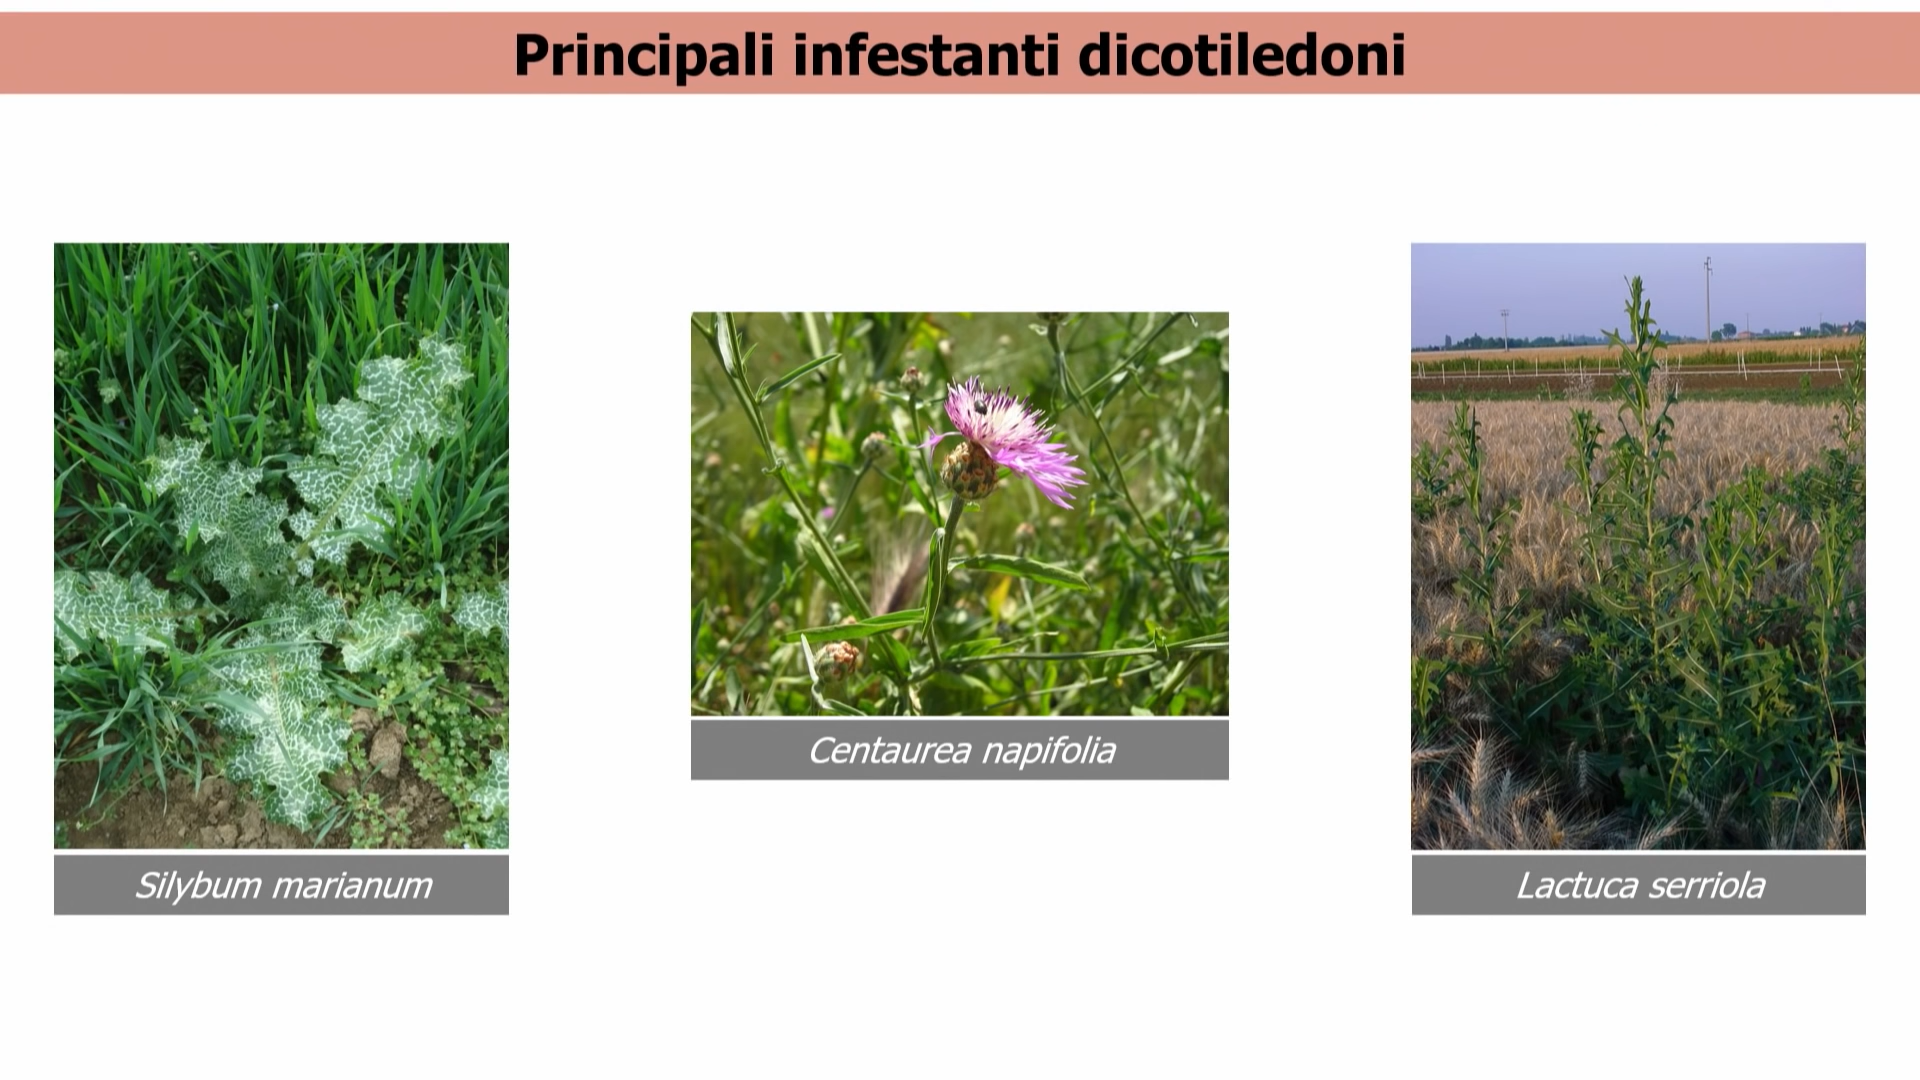 Principali infestanti dicotiledoni
Silybum marianum
Centaurea napifolia
Lactuca serriola